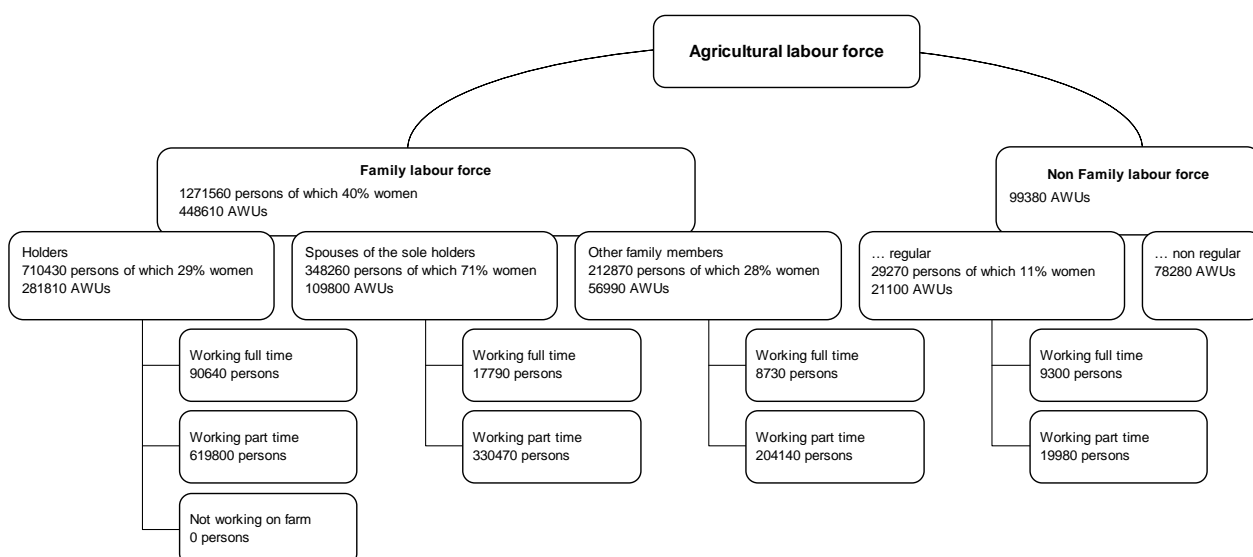 Agricultural labour force
Family labour force
1271560 persons of which 40% women
448610 AWUs
Non Family labour force
99380 AWUs
Holders
710430 persons of which 29% women
281810 AWUs
Spouses of the sole holders
348260 persons of which 71% women
109800 AWUs
Other family members
212870 persons of which 28% women
56990 AWUs
... regular
29270 persons of which 11% women
21100 AWUs
... non regular
78280 AWUs
Working full time
90640 persons
Working full time
17790 persons
Working full time
8730 persons
Working full time
9300 persons
Working part time
619800 persons
Working part time
330470 persons
Working part time
204140 persons
Working part time
19980 persons
Not working on farm
0 persons